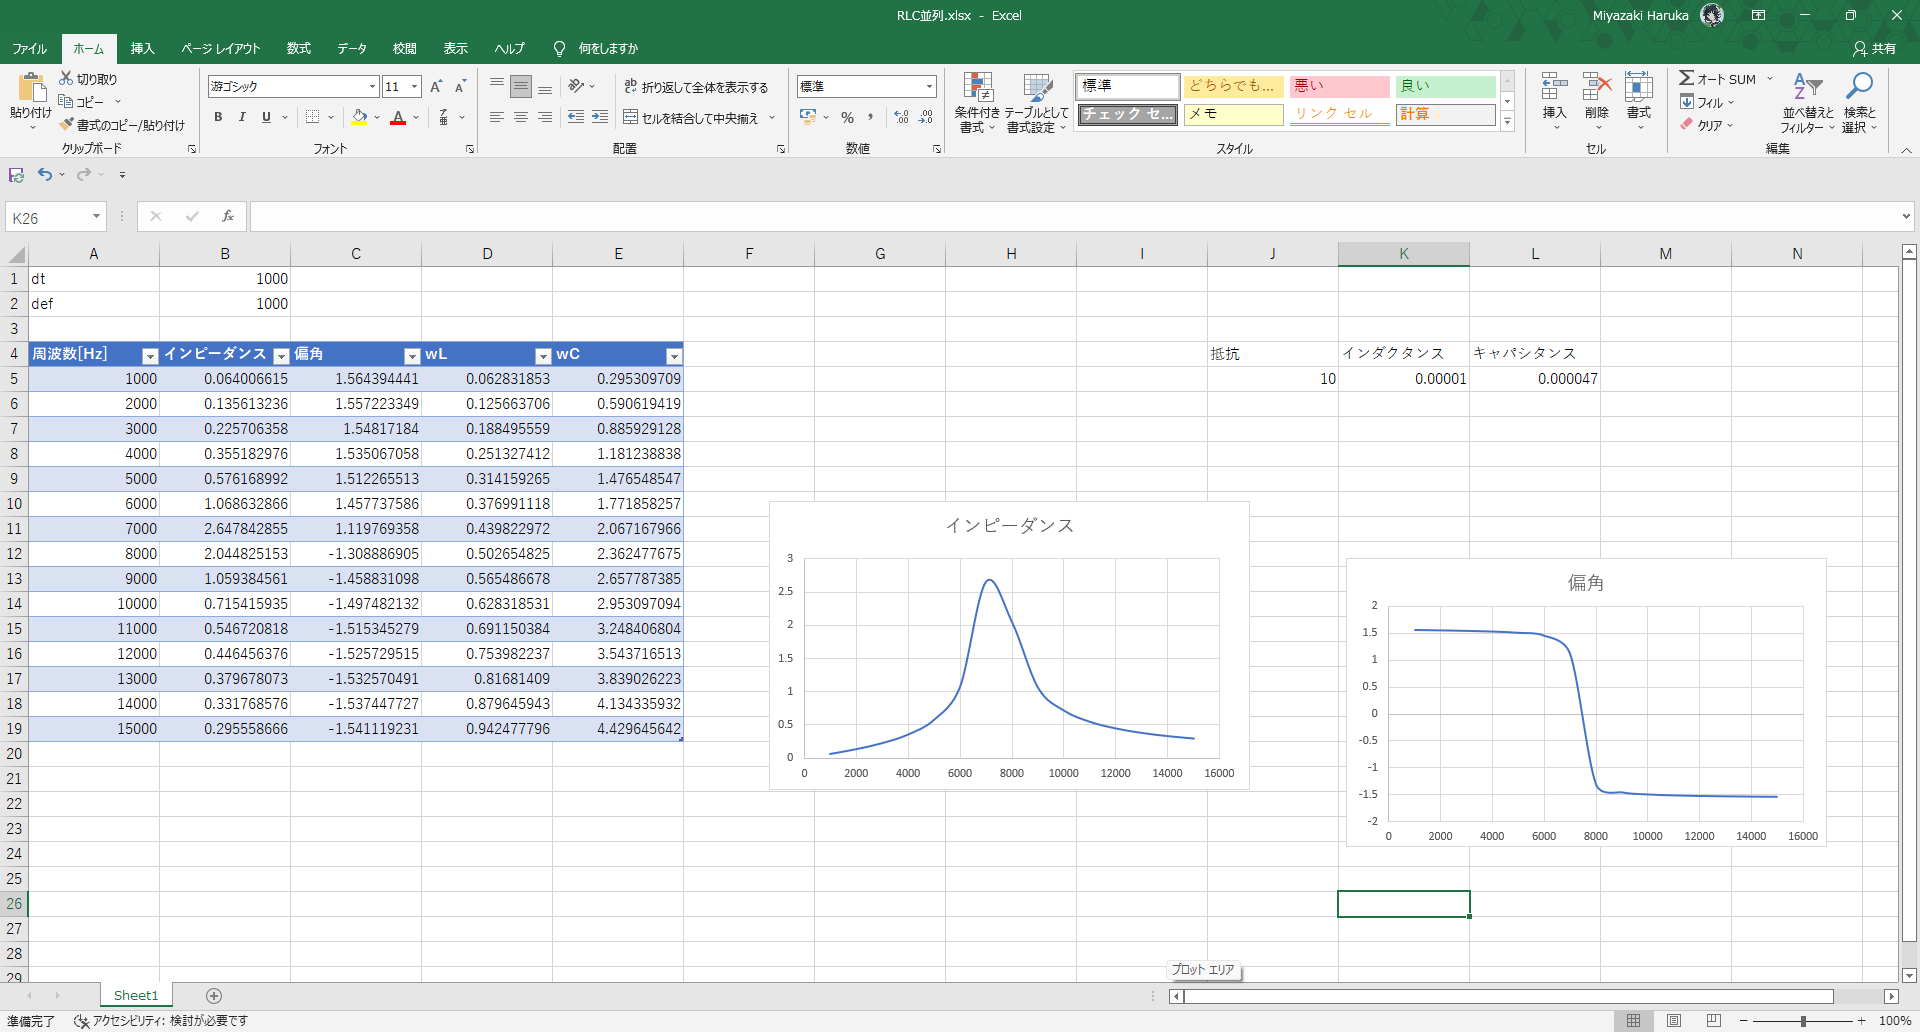 RLC並列.xlsx - Excel
Miyazaki Haruka
ファイル ホーム 挿入 ページ レイアウト 数式 データ 校閲 表示 ヘルプ 何をしますか 共有
貼り付け
切り取り
コピー
書式のコピー/貼り付け
クリップボード
游ゴシック 11
B I U
フォント
折り返して全体を表示する
セルを結合して中央揃え
配置
標準
数値
条件付き書式
テーブルとして書式設定
標準 どちらでも... 悪い 良い
チェック セ... メモ リンク セル 計算
スタイル
挿入 削除 書式
セル
オート SUM
フィル
クリア
並べ替えとフィルター
検索と選択
編集
K26
fx
A B C D E F G H I J K L M N
1 dt 1000
2 def 1000
3
4 周波数[Hz] インピーダンス 偏角 wL wC 抵抗 インダクタンス キャパシタンス
5 1000 0.064006615 1.564394441 0.062831853 0.295309709 10 0.00001 0.000047
6 2000 0.135613236 1.557223349 0.125663706 0.590619419
7 3000 0.225706358 1.54817184 0.188495559 0.885929128
8 4000 0.355182976 1.535067058 0.251327412 1.181238838
9 5000 0.576168992 1.512265513 0.314159265 1.476548547
10 6000 1.068632866 1.457737586 0.376991118 1.771858257
11 7000 2.647842855 1.119769358 0.439822972 2.067167966
12 8000 2.044825153 -1.308886905 0.502654825 2.362477675
13 9000 1.059384561 -1.458831098 0.565486678 2.657787385
14 10000 0.715415935 -1.497482132 0.628318531 2.953097094
15 11000 0.546720818 -1.515345279 0.691150384 3.248406804
16 12000 0.446456376 -1.525729515 0.753982237 3.543716513
17 13000 0.379678073 -1.532570491 0.81681409 3.839026223
18 14000 0.331768576 -1.537447727 0.879645943 4.134335932
19 15000 0.295558666 -1.541119231 0.942477796 4.429645642
20
21
22
23
24
25
26
27
28
29
インピーダンス
3
2.5
2
1.5
1
0.5
0
0 2000 4000 6000 8000 10000 12000 14000 16000
偏角
2
1.5
1
0.5
0
-0.5
-1
-1.5
-2
0 2000 4000 6000 8000 10000 12000 14000 16000
プロット エリア
Sheet1
準備完了 アクセシビリティ: 検討が必要です 100%